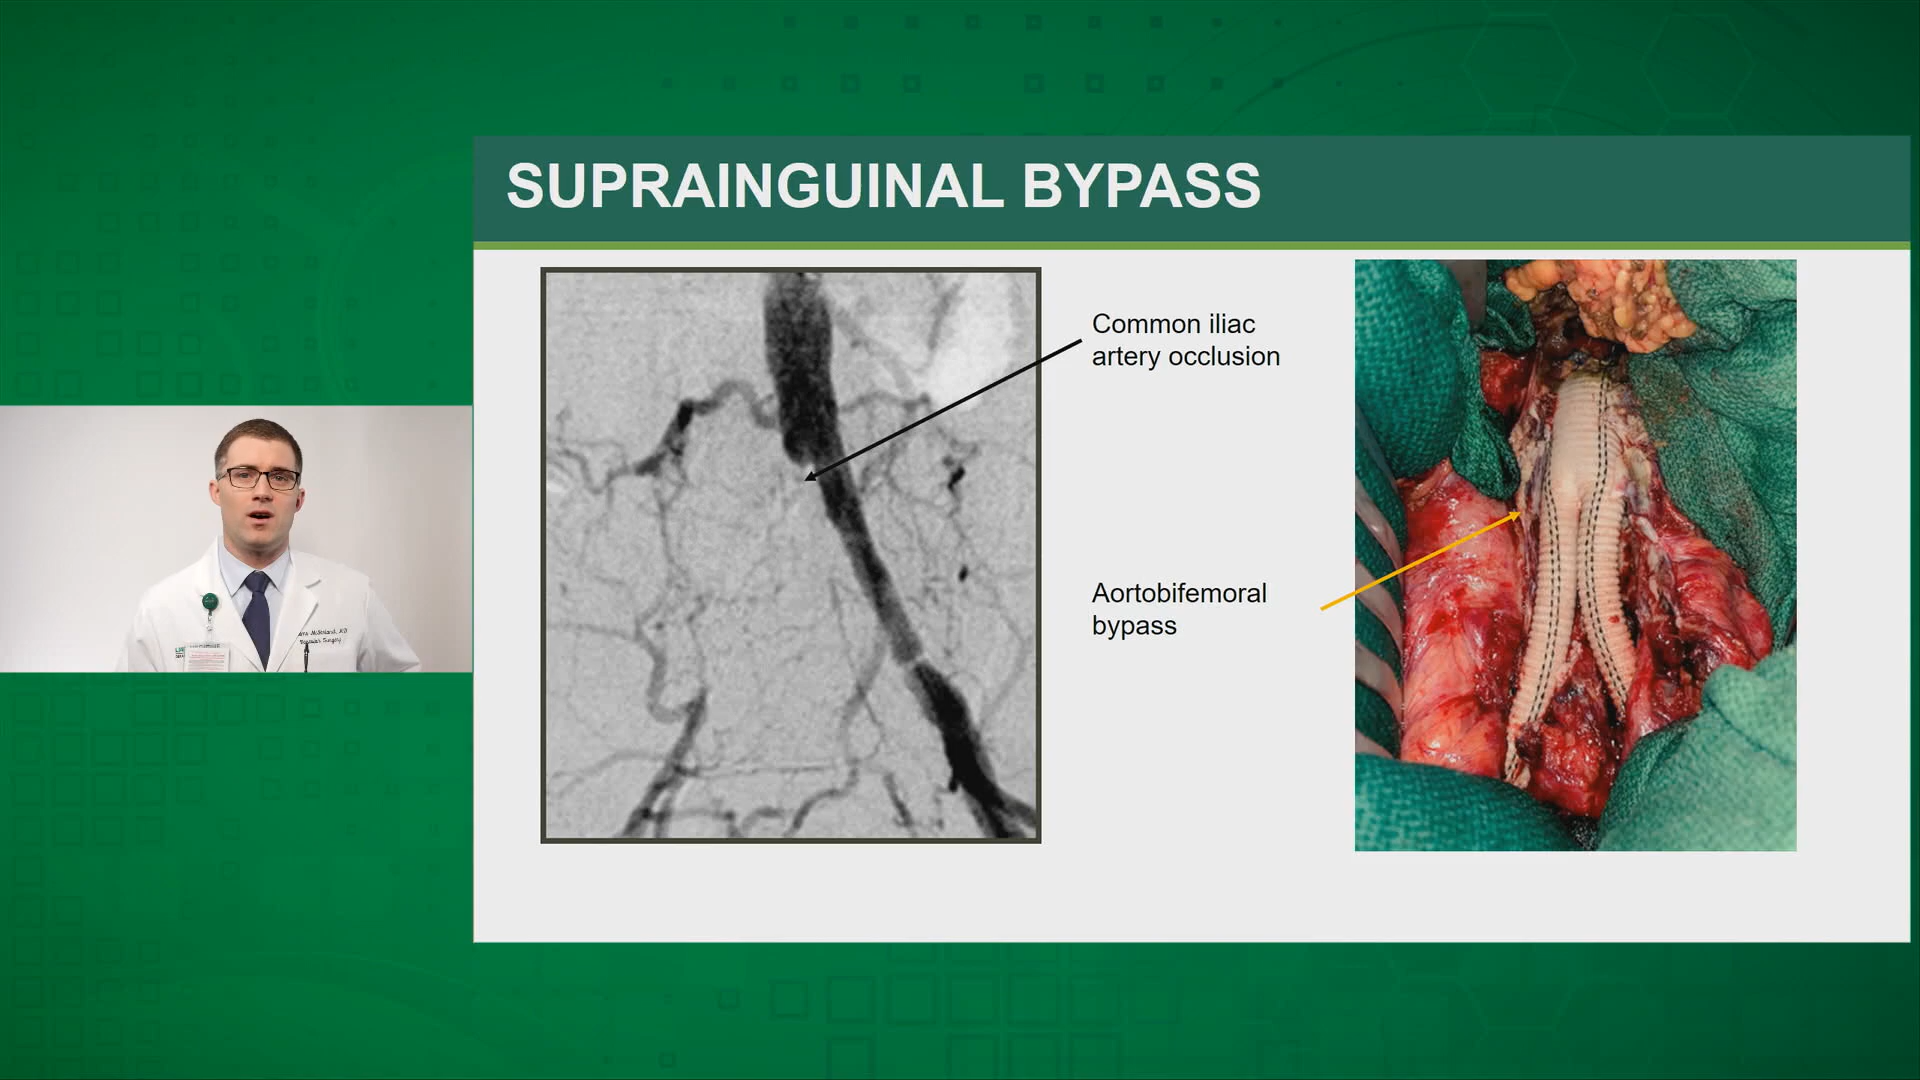 SUPRAINGUINAL BYPASS
Common iliac
artery occlusion
Aortobifemoral
bypass